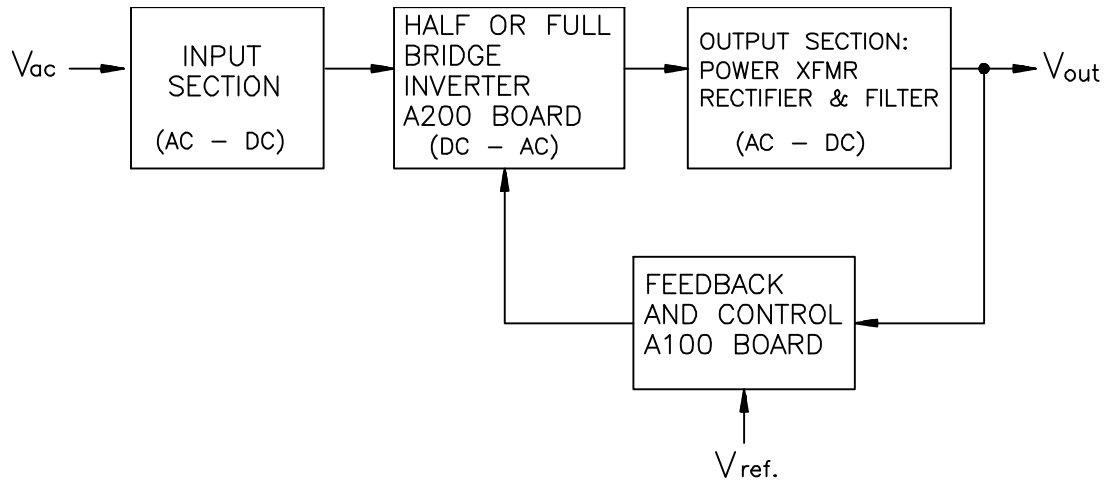 Vac
INPUT
SECTION
(AC - DC)
HALF OR FULL
BRIDGE
INVERTER
A200 BOARD
(DC - AC)
OUTPUT SECTION:
POWER XFMR
RECTIFIER & FILTER
(AC - DC)
Vout
FEEDBACK
AND CONTROL
A100 BOARD
Vref.